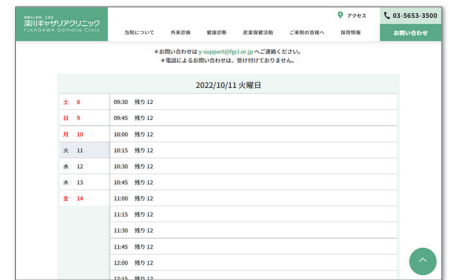 深川ギャザリアクリニック
FUKAGAWA Gatharia Clinic
アクセス
03-5653-3500
当院について
外来診療
健康診断
産業保健活動
ご来院の皆様へ
採用情報
お問い合わせ
*お問い合わせは y-support@fgcl.or.jp へご連絡ください。
*電話によるお問い合わせは、受け付けておりません。
2022/10/11 火曜日
土 8
日 9
月 10
火 11
水 12
木 13
金 14
09:30 残り 12
09:45 残り 12
10:00 残り 12
10:15 残り 12
10:30 残り 12
10:45 残り 12
11:00 残り 12
11:15 残り 12
11:30 残り 12
11:45 残り 12
12:00 残り 12
12:15 残り 12